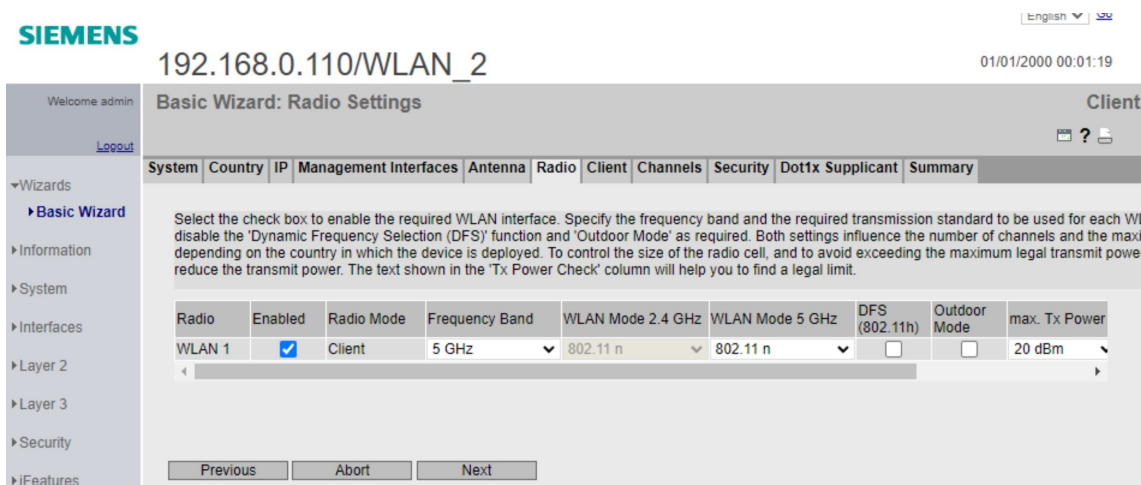 English Go
SIEMENS
192.168.0.110/WLAN_2
01/01/2000 00:01:19
Welcome admin
Logout
Basic Wizard: Radio Settings
Client
?
System Country IP Management Interfaces Antenna Radio Client Channels Security Dot1x Supplicant Summary
Wizards
Basic Wizard
Information
System
Interfaces
Layer 2
Layer 3
Security
iFeatures
Select the check box to enable the required WLAN interface. Specify the frequency band and the required transmission standard to be used for each
disable the 'Dynamic Frequency Selection (DFS)' function and 'Outdoor Mode' as required. Both settings influence the number of channels and the
depending on the country in which the device is deployed. To control the size of the radio cell, and to avoid exceeding the maximum legal transmit
reduce the transmit power. The text shown in the 'Tx Power Check' column will help you to find a legal limit.
Radio Enabled Radio Mode Frequency Band WLAN Mode 2.4 GHz WLAN Mode 5 GHz DFS (802.11h) Outdoor Mode max. Tx Power
WLAN 1 Client 5 GHz 802.11 n 802.11 n 20 dBm
Previous Abort Next